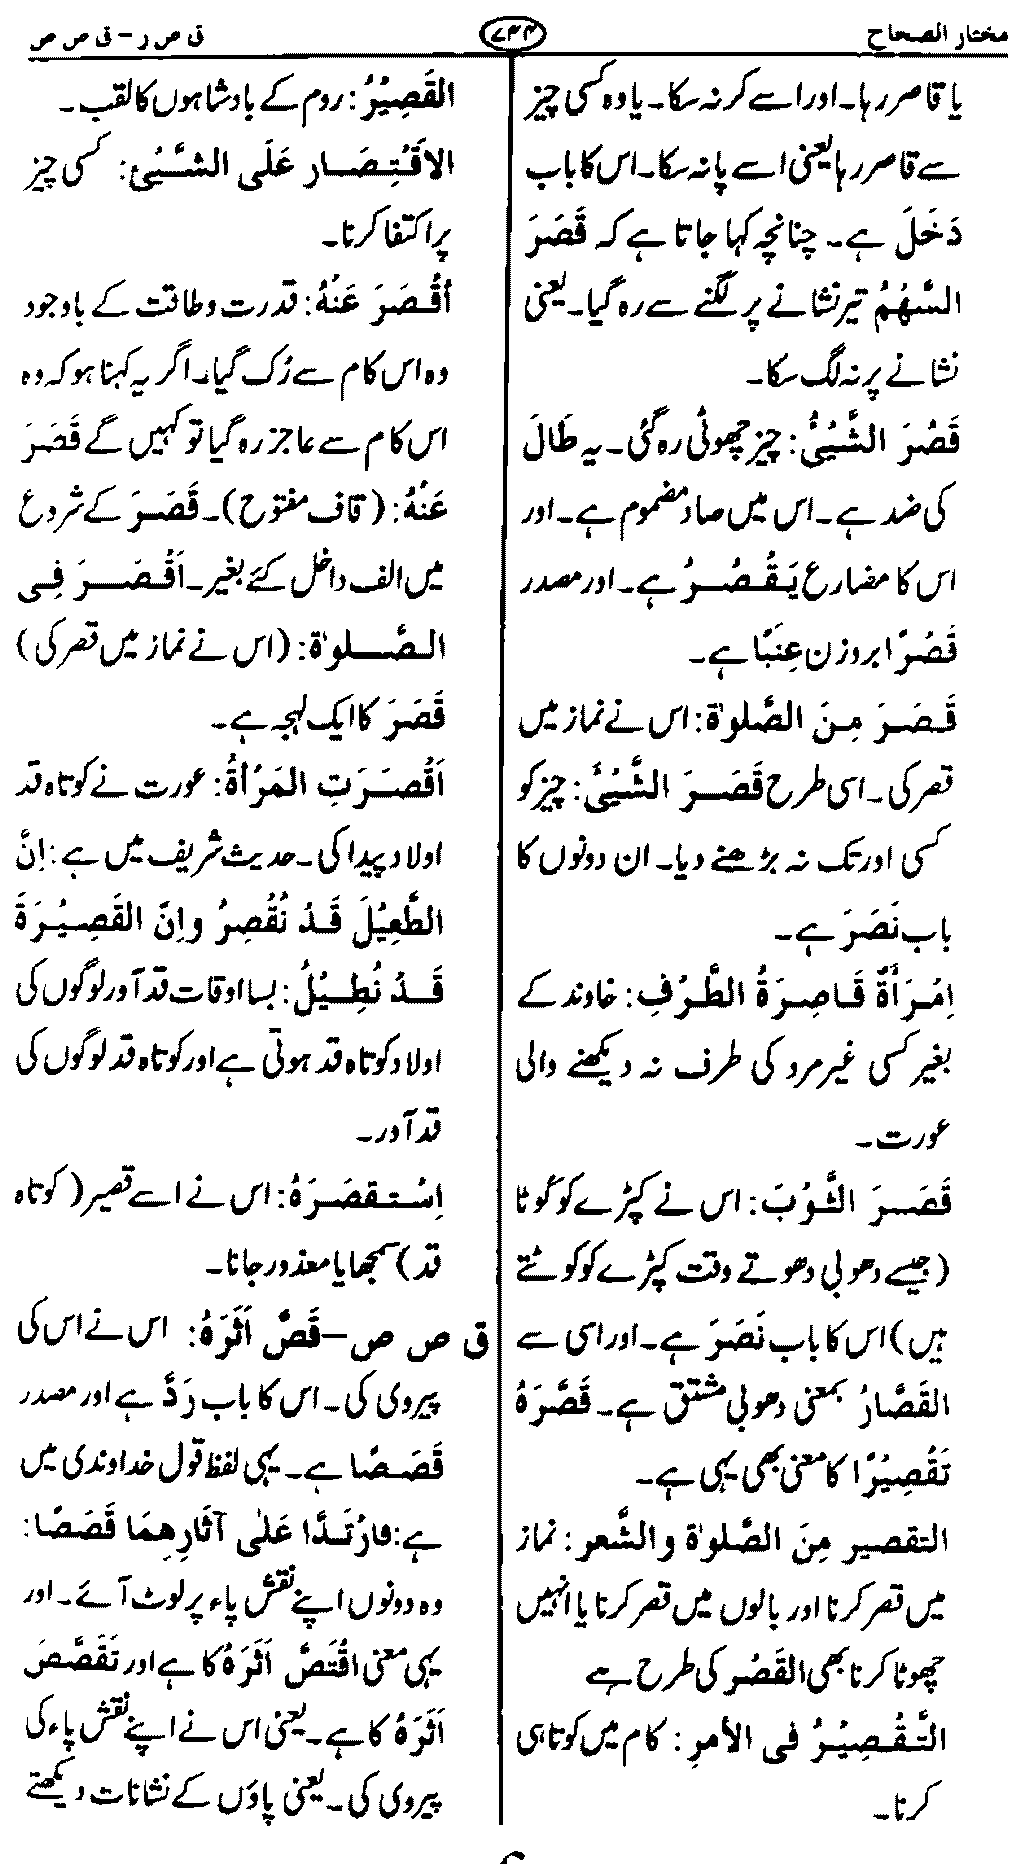 مختار الصحاح
۷۴۴
ق ص ر – ق ص ص
یا قاصر رہا۔ اور اسے کر نہ سکا۔ یا وہ کسی چیز
سے قاصر رہا یعنی اسے پا نہ سکا۔ اس کا باب
دَخَلَ ہے۔ چنانچہ کہا جاتا ہے کہ قَصَرَ
السَّهْمُ تیر نشانے پر لگنے سے رہ گیا۔ یعنی
نشانے پر نہ لگ سکا۔
قَصُرَ الشَّيْئُ: چیز چھوٹی رہ گئی۔ یہ طَالَ
کی ضد ہے۔ اس میں صاد مضموم ہے۔ اور
اس کا مضارع يَقْصُرُ ہے۔ اور مصدر
قَصُرًا بروزن عِنَبًا ہے۔
قَصَرَ مِنَ الصَّلٰوة: اس نے نماز میں
قصر کی۔ اسی طرح قَصَرَ الشَّيْئَ: چیز کو
کسی اور تک نہ بڑھنے دیا۔ ان دونوں کا
باب نَصَرَ ہے۔
اِمْرَأةٌ قَاصِرَةُ الطَّرْفِ: خاوند کے
بغیر کسی غیر مرد کی طرف نہ دیکھنے والی
عورت۔
قَصَرَ الثَّوْبَ: اس نے کپڑے کو کُوٹا
(جیسے دھوبی دھوتے وقت کپڑے کو کوٹتے
ہیں) اس کا باب نَصَرَ ہے۔ اور اسی سے
القَصَّارُ بمعنی دھوبی مشتق ہے۔ قَصَّرَهُ
تَقْصِيْرًا کا معنی بھی یہی ہے۔
التقصير مِنَ الصَّلوٰة والشَّعر: نماز
میں قصر کرنا اور بالوں میں قصر کرنا یا انہیں
چھوٹا کرنا بھی القَصْر کی طرح ہے
التَّقْصِيْرُ فی الأمرِ: کام میں کوتاہی
کرنا۔
القَصِيْرُ: روم کے بادشاہوں کا لقب۔
الاقْتِصَار عَلَى الشَّيْئ: کسی چیز
پر اکتفا کرنا۔
أقْصَرَ عَنْهُ: قدرت و طاقت کے باوجود
وہ اس کام سے رُک گیا۔ اگر یہ کہنا ہو کہ وہ
اس کام سے عاجز رہ گیا تو کہیں گے قَصَرَ
عَنْهُ: (قاف مفتوح)۔ قَصَرَ کے شروع
میں الف داخل کئے بغیر۔ اَقْصَرَ فِى
الصَّلٰوة: (اس نے نماز میں قصر کی)
قَصَرَ کا ایک لہجہ ہے۔
اَقْصَرَتِ المَرْأةُ: عورت نے کوتاہ قد
اولاد پیدا کی۔ حدیث شریف میں ہے: اِنَّ
الطَّعِيْلَ قَدْ تُقْصِرُ واِنَّ القَصِيْرَةَ
قَدْ تُطِيْلُ: بسا اوقات قد آور لوگوں کی
اولاد کوتاہ قد ہوتی ہے اور کوتاہ قد لوگوں کی
قد آور۔
اِسْتَقصَرَهُ: اس نے اسے قصیر (کوتاہ
قد) سمجھا یا معذور جانا۔
ق ص ص – قَصَّ اَثَرَهُ: اس نے اس کی
پیروی کی۔ اس کا باب رَدَّ ہے اور مصدر
قَصَصًا ہے۔ یہی لفظ قول خداوندی میں
ہے: فارْتَدَّا عَلىٰ آثارِهِمَا قَصَصًا:
وہ دونوں اپنے نقش پاء پر لوٹ آئے۔ اور
یہی معنی اقْتَصَّ اَثَرَهُ کا ہے اور تَقَصَّصَ
اَثَرَهُ کا ہے۔ یعنی اس نے اپنے نقش پاء کی
پیروی کی۔ یعنی پاؤں کے نشانات دیکھتے